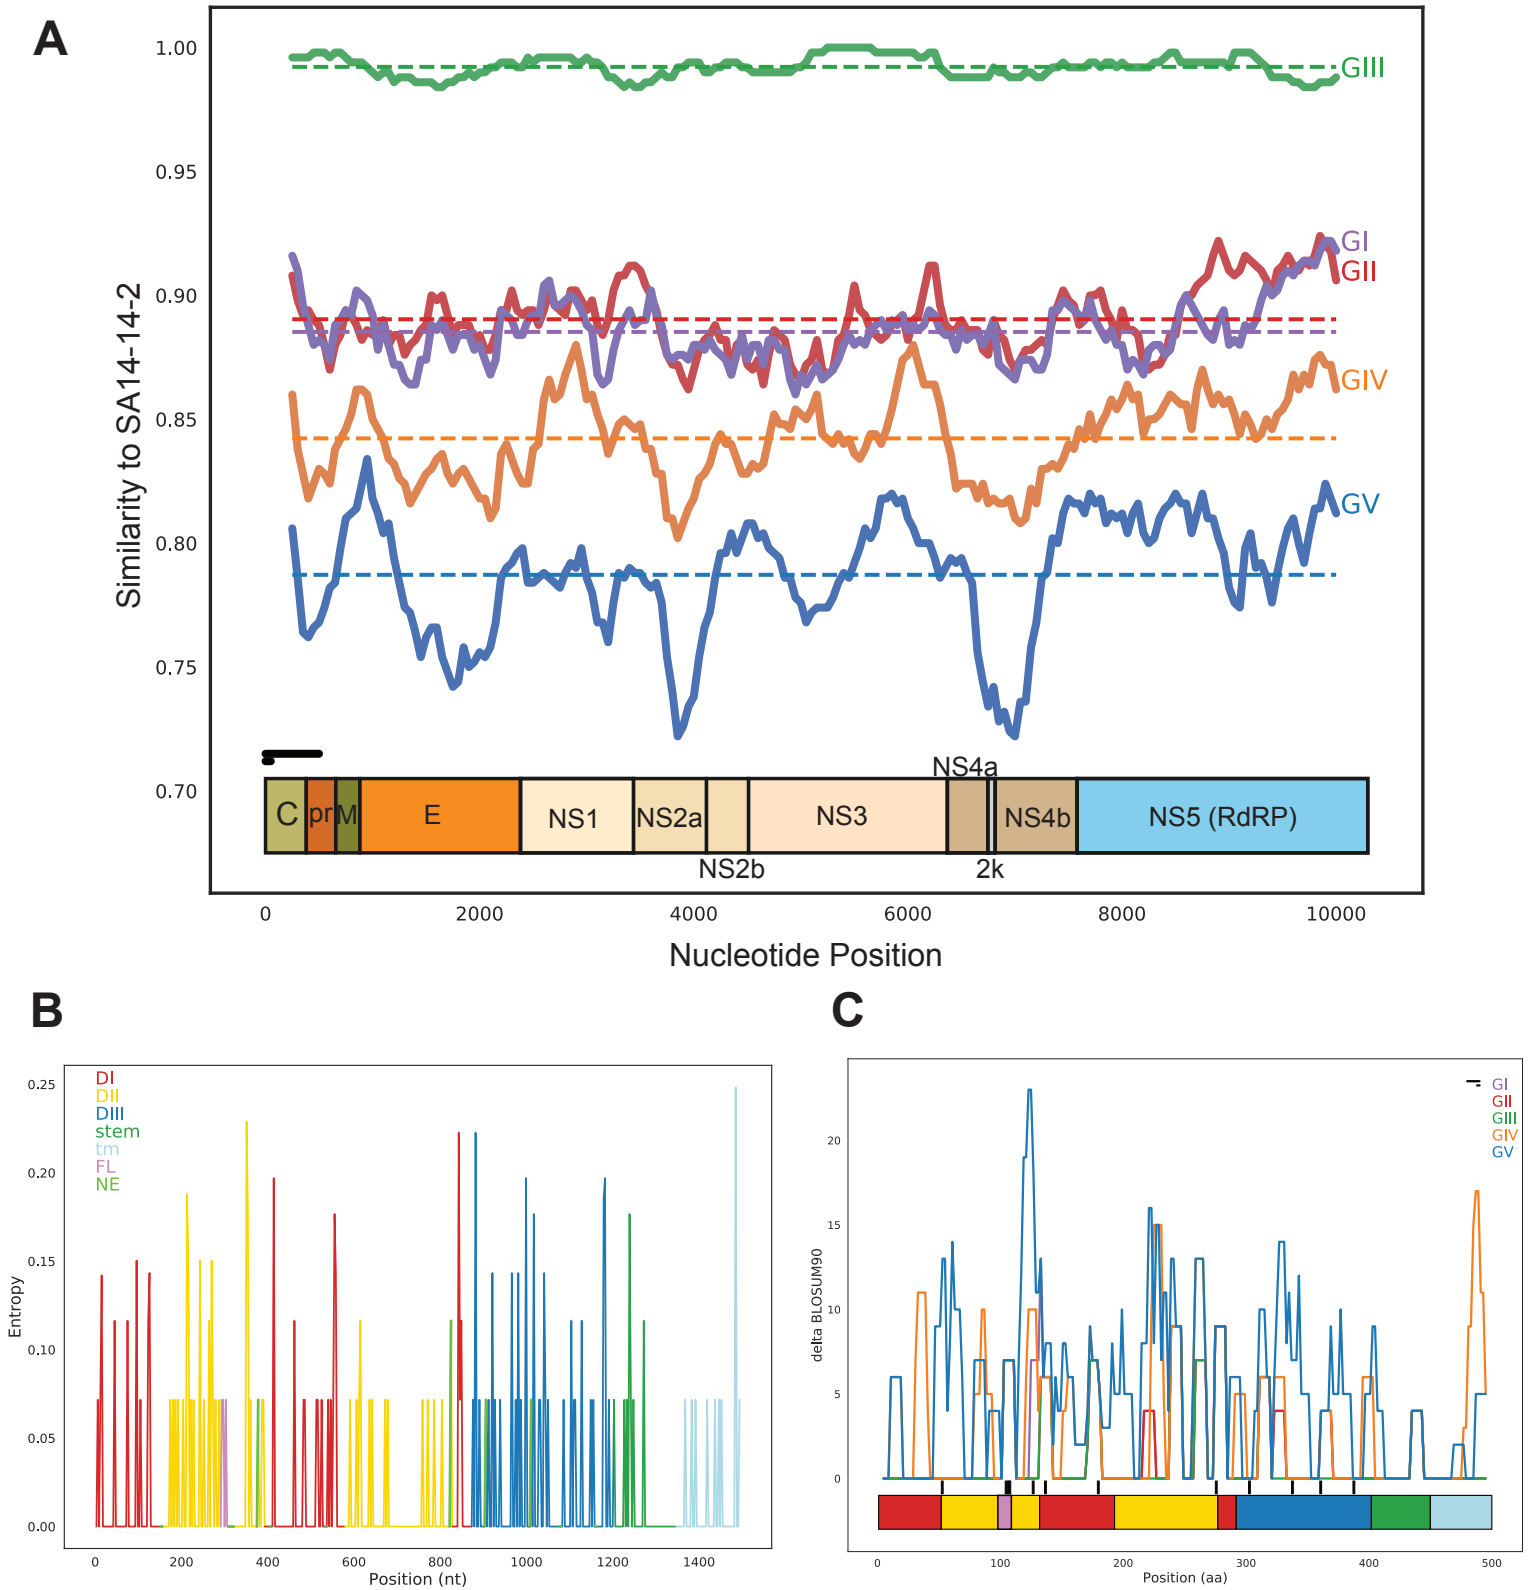 A
1.00
0.95
0.90
0.85
0.80
0.75
0.70
Similarity to SA14-14-2
GIII
GI
GII
GIV
GV
NS4a
C
pr
M
E
NS1
NS2a
NS3
NS4b
NS5 (RdRP)
NS2b
2k
0
2000
4000
6000
8000
10000
Nucleotide Position
B
DI
DII
DIII
stem
tm
FL
NE
0.25
0.20
0.15
0.10
0.05
0.00
Entropy
0
200
400
600
800
1000
1200
1400
Position (nt)
C
GI
GII
GIII
GIV
GV
20
15
10
5
0
delta BLOSUM90
0
100
200
300
400
500
Position (aa)